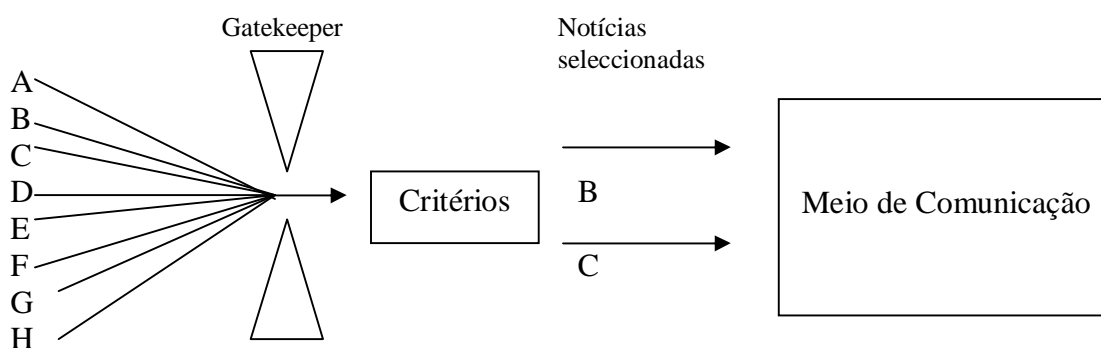 Gatekeeper
Notícias
seleccionadas
A
B
C
D
E
F
G
H
Critérios
B
C
Meio de Comunicação